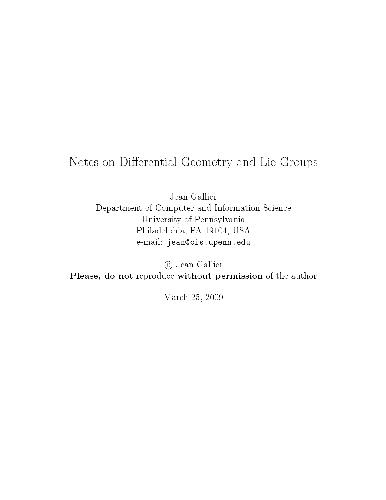 Notes on Differential Geometry and Lie Groups
Jean Gallier
Department of Computer and Information Science
University of Pennsylvania
Philadelphia, PA 19104, USA
e-mail: jean@cis.upenn.edu
© Jean Gallier
Please, do not reproduce without permission of the author
March 25, 2009